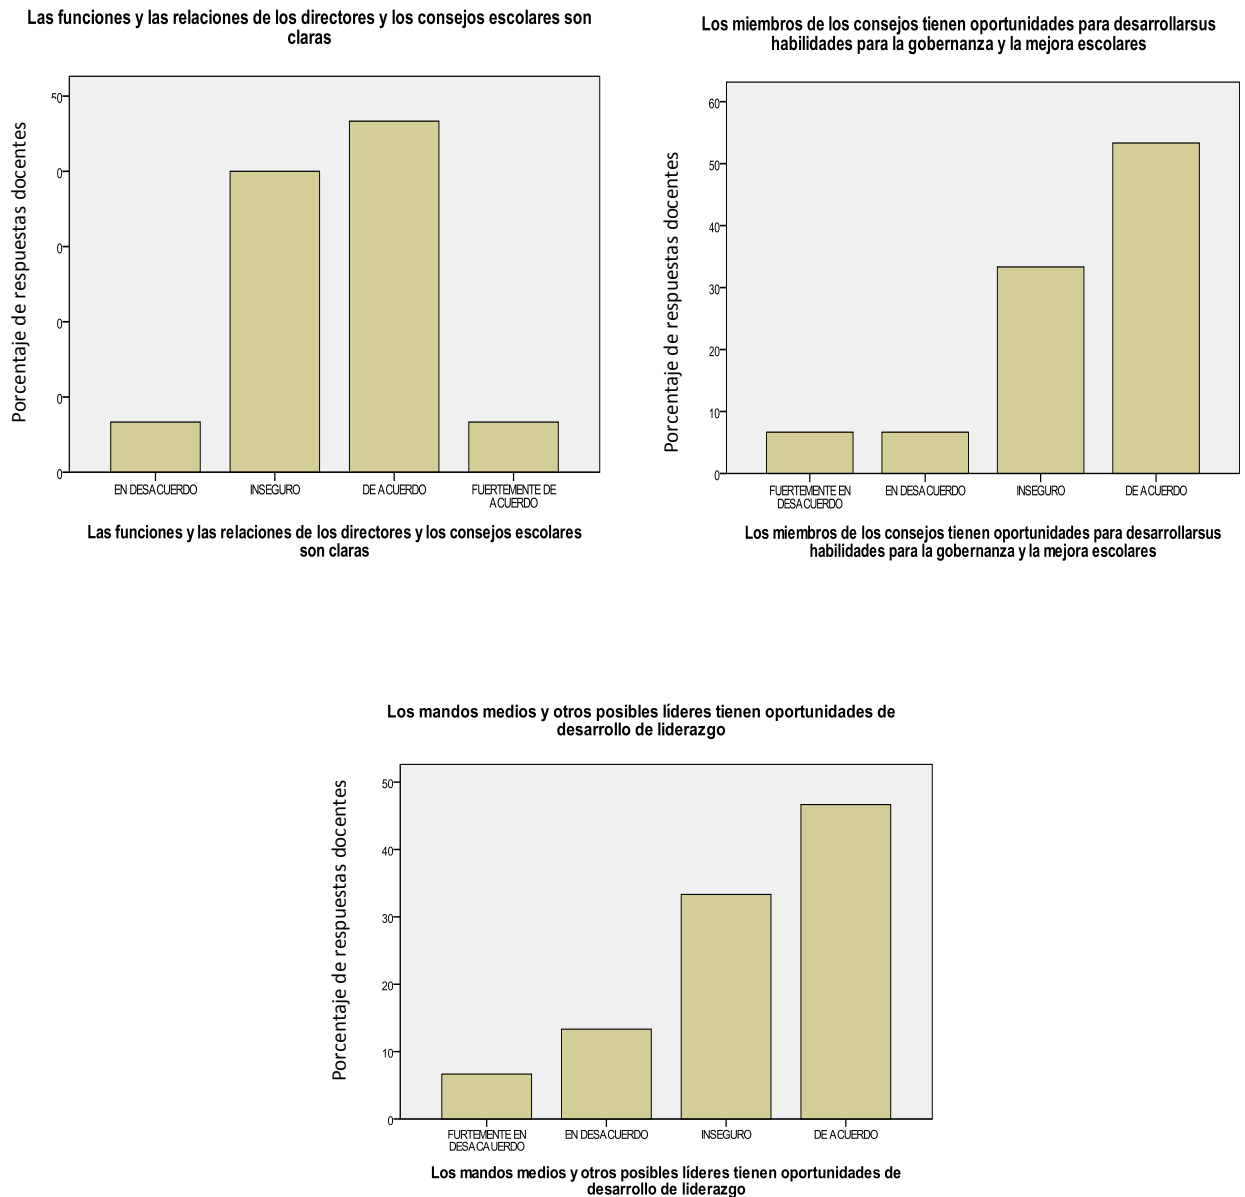 Las funciones y las relaciones de los directores y los consejos escolares son
claras
Porcentaje de respuestas docentes
50
0
0
0
0
0
EN DESACUERDO
INSEGURO
DE ACUERDO
FUERTEMENTE DE
ACUERDO
Las funciones y las relaciones de los directores y los consejos escolares
son claras
Los miembros de los consejos tienen oportunidades para desarrollarsus
habilidades para la gobernanza y la mejora escolares
Porcentaje de respuestas docentes
60
50
40
30
20
10
0
FUERTEMENTE EN
DESACUERDO
EN DESACUERDO
INSEGURO
DE ACUERDO
Los miembros de los consejos tienen oportunidades para desarrollarsus
habilidades para la gobernanza y la mejora escolares
Los mandos medios y otros posibles líderes tienen oportunidades de
desarrollo de liderazgo
Porcentaje de respuestas docentes
50
40
30
20
10
0
FURTEMENTE EN
DESACAUERDO
EN DESACUERDO
INSEGURO
DE ACUERDO
Los mandos medios y otros posibles líderes tienen oportunidades de
desarrollo de liderazgo